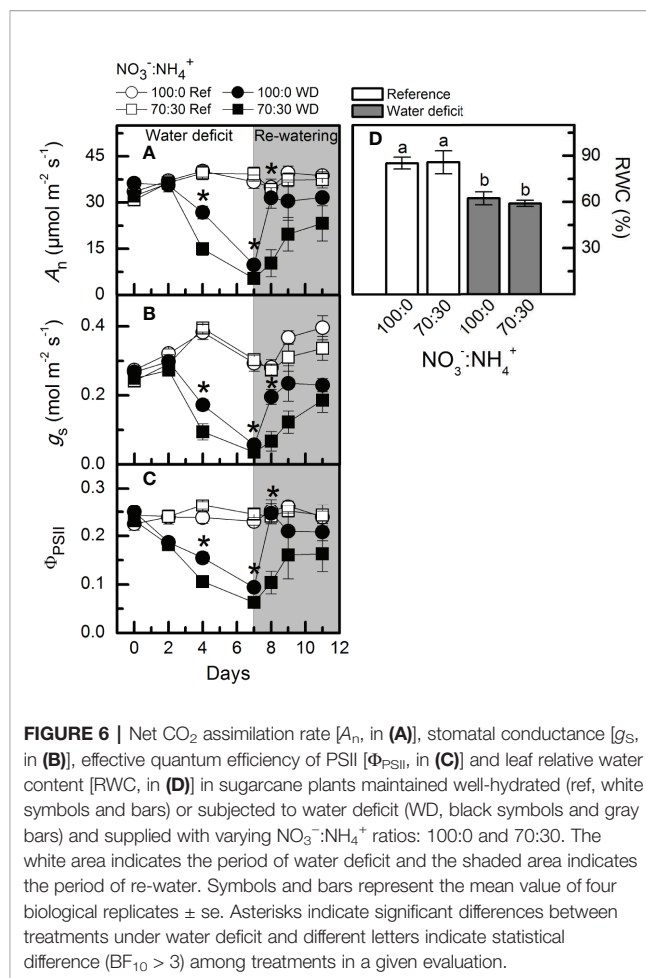 NO₃⁻:NH₄⁺
100:0 Ref 100:0 WD
70:30 Ref 70:30 WD
Reference
Water deficit
Water deficit Re-watering
A
45
30
15
0
Aₙ (µmol m⁻² s⁻¹)
* * *
B
0.4
0.2
0.0
gₛ (mol m⁻² s⁻¹)
* * *
C
0.3
0.2
0.1
0.0
Φ_PSII
* * *
0 2 4 6 8 10 12
Days
D
a a b b
90
60
30
RWC (%)
100:0 70:30 100:0 70:30
NO₃⁻:NH₄⁺
FIGURE 6 | Net CO₂ assimilation rate [Aₙ, in (A)], stomatal conductance [g_S,
in (B)], effective quantum efficiency of PSII [Φ_PSII, in (C)] and leaf relative water
content [RWC, in (D)] in sugarcane plants maintained well-hydrated (ref, white
symbols and bars) or subjected to water deficit (WD, black symbols and gray
bars) and supplied with varying NO₃⁻:NH₄⁺ ratios: 100:0 and 70:30. The
white area indicates the period of water deficit and the shaded area indicates
the period of re-water. Symbols and bars represent the mean value of four
biological replicates ± se. Asterisks indicate significant differences between
treatments under water deficit and different letters indicate statistical
difference (BF₁₀ > 3) among treatments in a given evaluation.